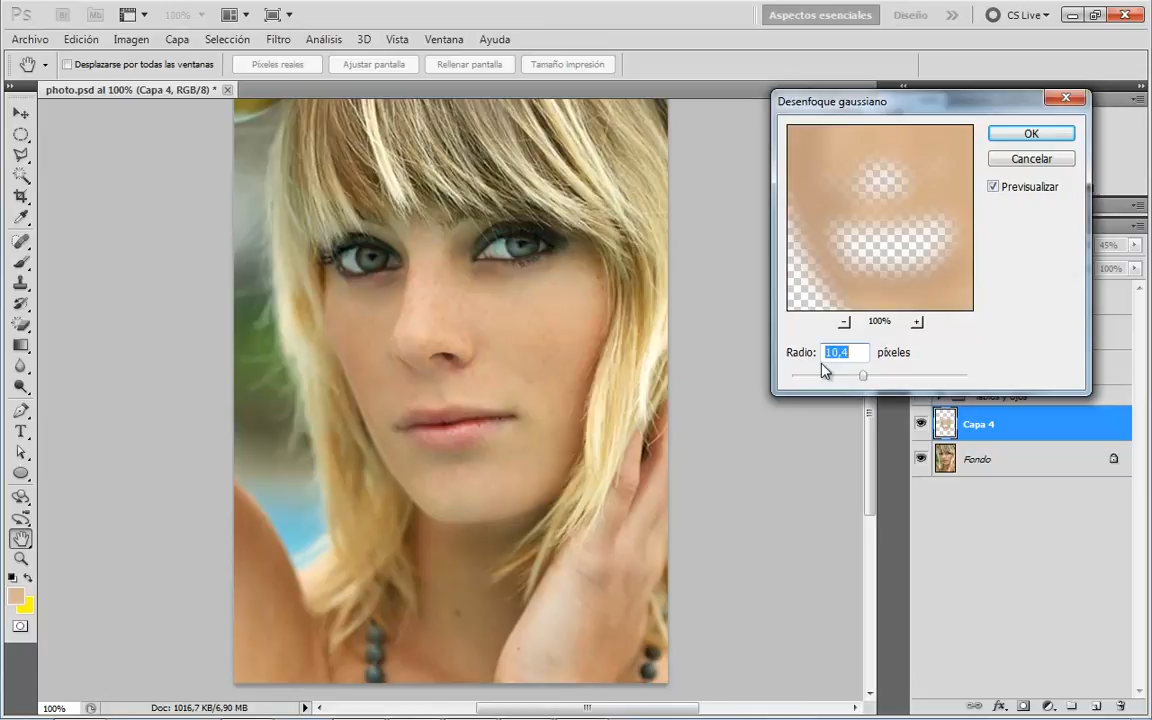 Ps Br Mb 100% Aspectos esenciales Diseño CS Live
Archivo Edición Imagen Capa Selección Filtro Análisis 3D Vista Ventana Ayuda
Desplazarse por todas las ventanas Píxeles reales Ajustar pantalla Rellenar pantalla Tamaño impresión
photo.psd al 100% (Capa 4, RGB/8) *
Desenfoque gaussiano
OK
Cancelar
Previsualizar
45%
100%
100%
Radio: 10,4 píxeles
Labios y ojos
Capa 4
Fondo
100% Doc: 1016,7 KB/6,90 MB